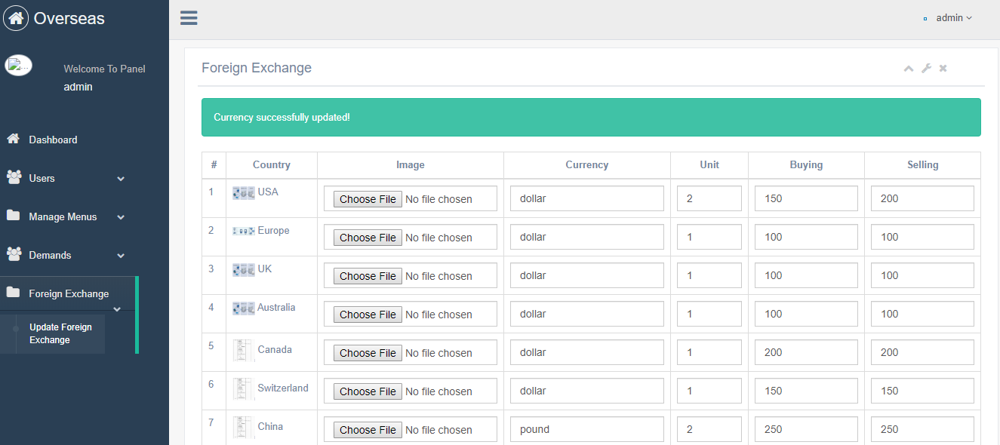 Overseas
admin
Welcome To Panel
admin
Dashboard
Users
Manage Menus
Demands
Foreign Exchange
Update Foreign
Exchange
Foreign Exchange
Currency successfully updated!
# Country Image Currency Unit Buying Selling
1 USA Choose File No file chosen dollar 2 150 200
2 Europe Choose File No file chosen dollar 1 100 100
3 UK Choose File No file chosen dollar 1 100 100
4 Australia Choose File No file chosen dollar 1 100 100
5 Canada Choose File No file chosen dollar 1 200 200
6 Switzerland Choose File No file chosen dollar 1 150 150
7 China Choose File No file chosen pound 2 250 250